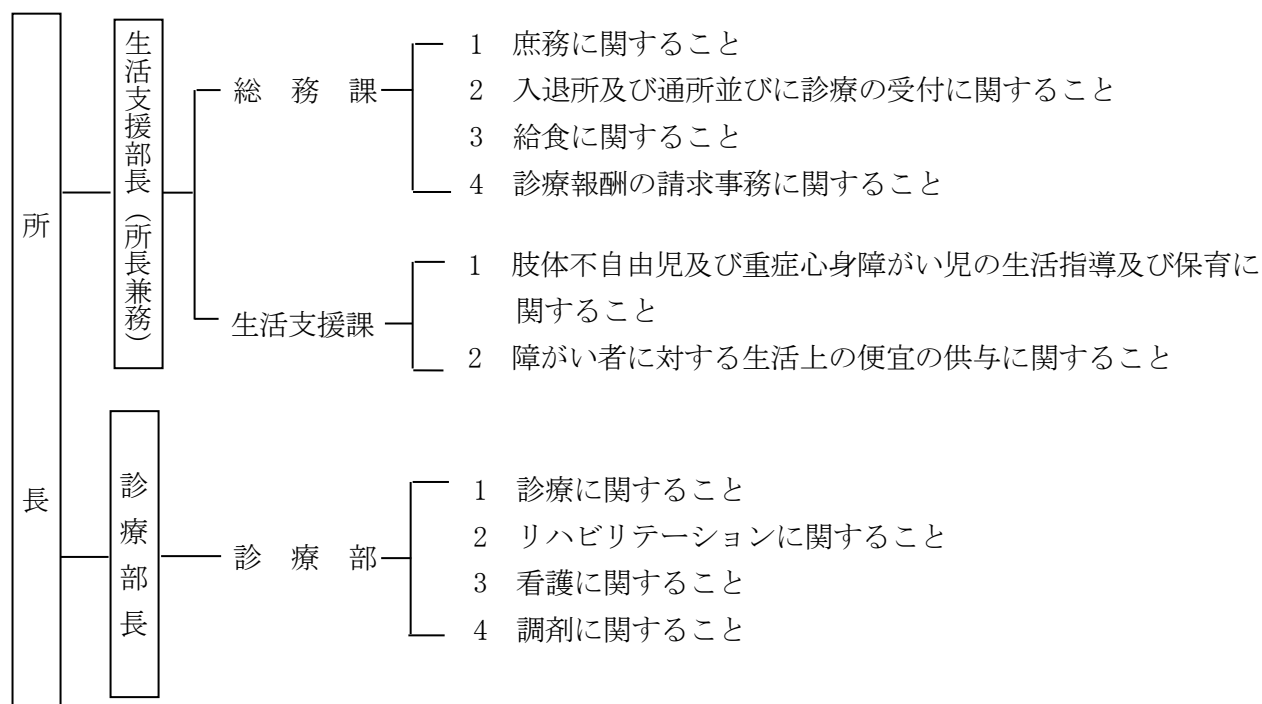 所長
生活支援部長（所長兼務）
総務課
1 庶務に関すること
2 入退所及び通所並びに診療の受付に関すること
3 給食に関すること
4 診療報酬の請求事務に関すること
生活支援課
1 肢体不自由児及び重症心身障がい児の生活指導及び保育に
関すること
2 障がい者に対する生活上の便宜の供与に関すること
診療部長
診療部
1 診療に関すること
2 リハビリテーションに関すること
3 看護に関すること
4 調剤に関すること